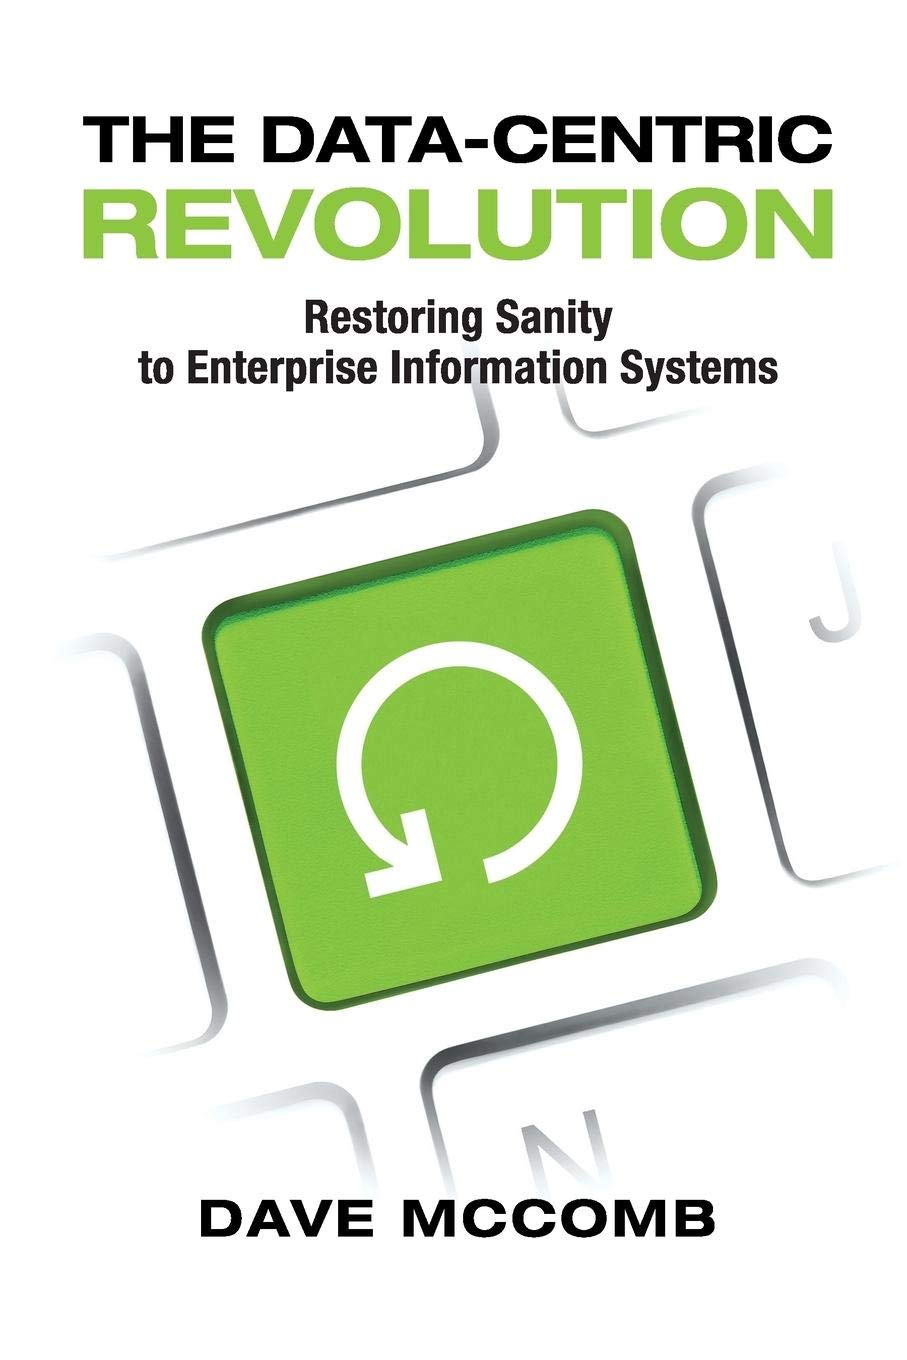 THE DATA-CENTRIC
REVOLUTION
Restoring Sanity
to Enterprise Information Systems
J
N
DAVE MCCOMB